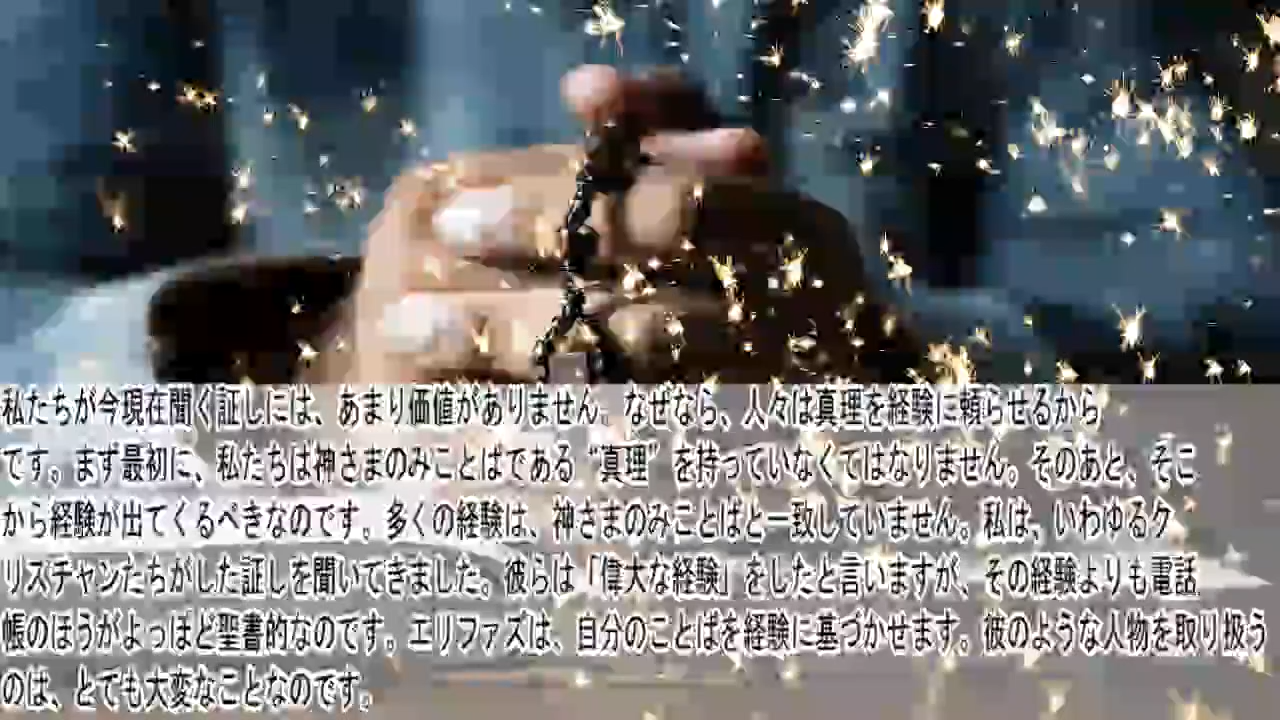 私たちが今現在聞く証しには、あまり価値がありません。なぜなら、人々は真理を経験に頼らせるから
です。まず最初に、私たちは神さまのみことばである“真理”を持っていなくてはなりません。そのあと、そこ
から経験が出てくるべきなのです。多くの経験は、神さまのみことばと一致していません。私は、いわゆるク
リスチャンたちがした証しを聞いてきました。彼らは「偉大な経験」をしたと言いますが、その経験よりも電話
帳のほうがよっぽど聖書的なのです。エリファズは、自分のことばを経験に基づかせます。彼のような人物を取り扱う
のは、とても大変なことなのです。